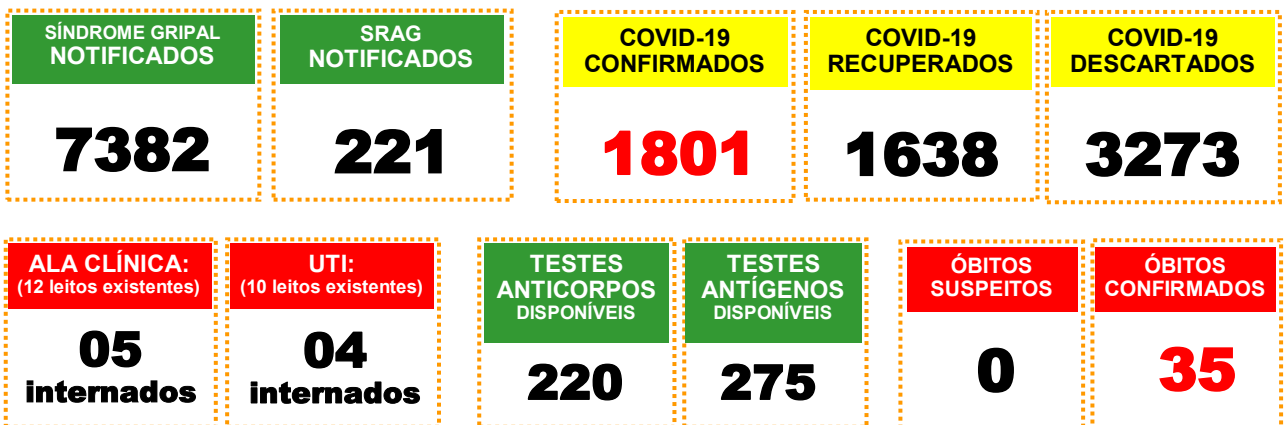 SÍNDROME GRIPAL
NOTIFICADOS
7382
SRAG
NOTIFICADOS
221
COVID-19
CONFIRMADOS
1801
COVID-19
RECUPERADOS
1638
COVID-19
DESCARTADOS
3273
ALA CLÍNICA:
(12 leitos existentes)
05
internados
UTI:
(10 leitos existentes)
04
internados
TESTES
ANTICORPOS
DISPONÍVEIS
220
TESTES
ANTÍGENOS
DISPONÍVEIS
275
ÓBITOS
SUSPEITOS
0
ÓBITOS
CONFIRMADOS
35